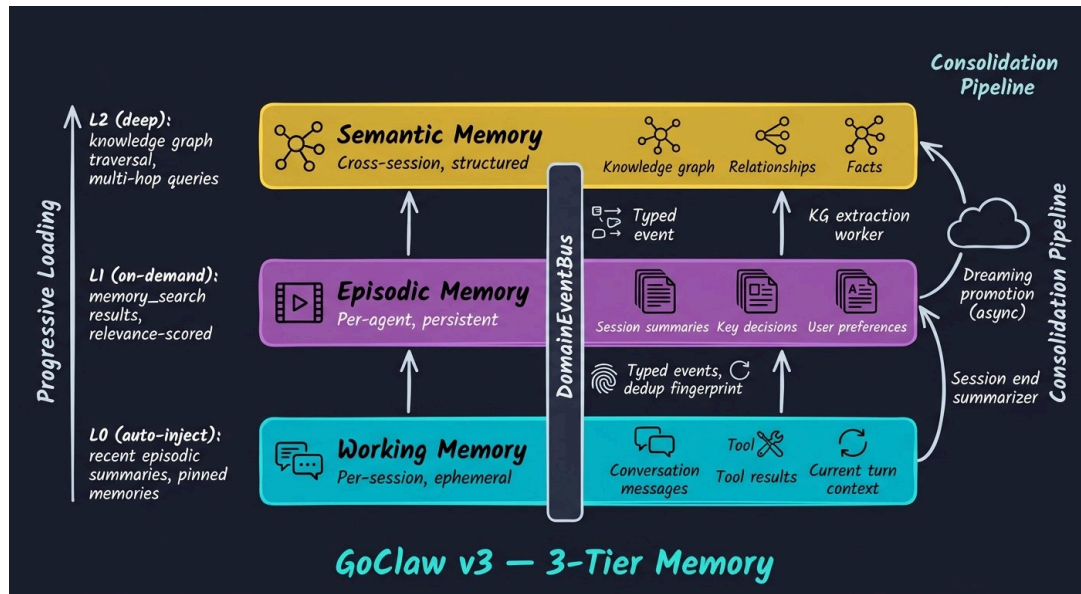 Consolidation
Pipeline
L2 (deep):
knowledge graph
traversal,
multi-hop queries
Semantic Memory
Cross-session, structured
Knowledge graph
Relationships
Facts
Typed
event
KG extraction
worker
L1 (on-demand):
memory_search
results,
relevance-scored
Episodic Memory
Per-agent, persistent
Session summaries
Key decisions
User preferences
A
Dreaming
promotion
(async)
Typed events,
dedup fingerprint
Session end
summarizer
L0 (auto-inject):
recent episodic
summaries, pinned
memories
Working Memory
Per-session, ephemeral
Conversation
messages
Tool
Tool results
Current turn
context
Progressive Loading
DomainEventBus
Consolidation Pipeline
GoClaw v3 — 3-Tier Memory